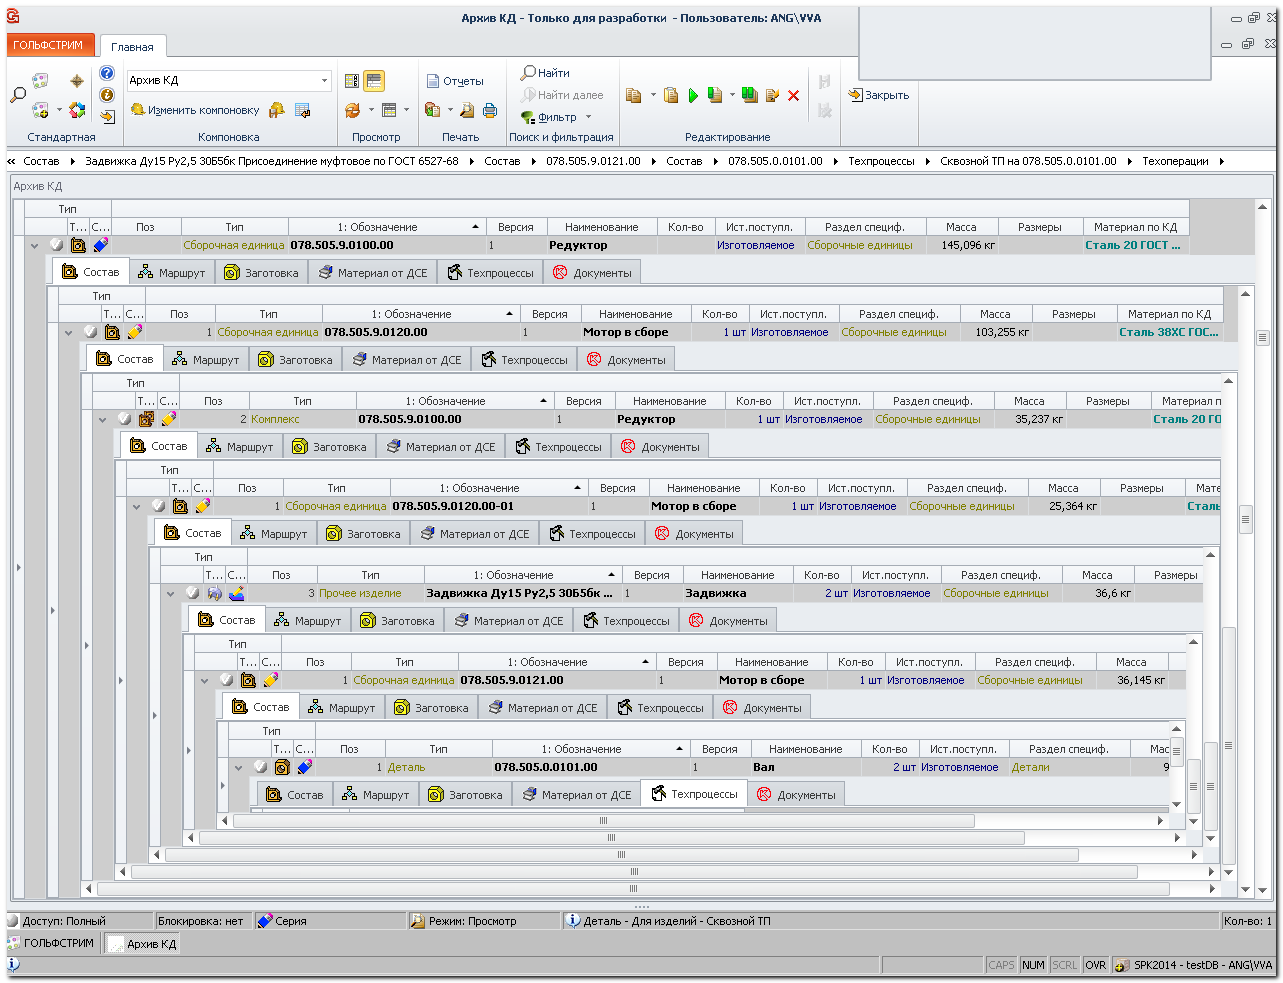 Архив КД - Только для разработки - Пользователь: ANG\VVA
ГОЛЬФСТРИМ Главная
Архив КД Отчеты Найти
Изменить компоновку Найти далее Закрыть
Фильтр
Стандартная Компоновка Просмотр Печать Поиск и фильтрация Редактирование
« Состав Задвижка Ду15 Ру2,5 30Б5бк Присоединение муфтовое по ГОСТ 6527-68 Состав 078.505.9.0121.00 Состав 078.505.0.0101.00 Техпроцессы Сквозной ТП на 078.505.0.0101.00 Техоперации
Архив КД
Тип
Т... С... Поз Тип 1: Обозначение Версия Наименование Кол-во Ист.поступл. Раздел специф. Масса Размеры Материал по КД
Сборочная единица 078.505.9.0100.00 1 Редуктор Изготовляемое Сборочные единицы 145,096 кг Сталь 20 ГОСТ ...
Состав Маршрут Заготовка Материал от ДСЕ Техпроцессы Документы
Тип
Т... С... Поз Тип 1: Обозначение Версия Наименование Кол-во Ист.поступл. Раздел специф. Масса Размеры Материал по КД
1 Сборочная единица 078.505.9.0120.00 1 Мотор в сборе 1 шт Изготовляемое Сборочные единицы 103,255 кг Сталь 38ХС ГОС...
Состав Маршрут Заготовка Материал от ДСЕ Техпроцессы Документы
Тип
Т... С... Поз Тип 1: Обозначение Версия Наименование Кол-во Ист.поступл. Раздел специф. Масса Размеры Материал п
2 Комплекс 078.505.9.0100.00 1 Редуктор 1 шт Изготовляемое Сборочные единицы 35,237 кг Сталь 20 ГО
Состав Маршрут Заготовка Материал от ДСЕ Техпроцессы Документы
Тип
Т... С... Поз Тип 1: Обозначение Версия Наименование Кол-во Ист.поступл. Раздел специф. Масса Размеры Мате
1 Сборочная единица 078.505.9.0120.00-01 1 Мотор в сборе 1 шт Изготовляемое Сборочные единицы 25,364 кг Сталь
Состав Маршрут Заготовка Материал от ДСЕ Техпроцессы Документы
Тип
Т... С... Поз Тип 1: Обозначение Версия Наименование Кол-во Ист.поступл. Раздел специф. Масса Размеры
3 Прочее изделие Задвижка Ду15 Ру2,5 30Б5бк ... 1 Задвижка 2 шт Изготовляемое Сборочные единицы 36,6 кг
Состав Маршрут Заготовка Материал от ДСЕ Техпроцессы Документы
Тип
Т... С... Поз Тип 1: Обозначение Версия Наименование Кол-во Ист.поступл. Раздел специф. Масса
1 Сборочная единица 078.505.9.0121.00 1 Мотор в сборе 1 шт Изготовляемое Сборочные единицы 36,145 кг
Состав Маршрут Заготовка Материал от ДСЕ Техпроцессы Документы
Тип
Т... С... Поз Тип 1: Обозначение Версия Наименование Кол-во Ист.поступл. Раздел специф. Мас
1 Деталь 078.505.0.0101.00 1 Вал 2 шт Изготовляемое Детали 9
Состав Маршрут Заготовка Материал от ДСЕ Техпроцессы Документы
Доступ: Полный Блокировка: нет Серия Режим: Просмотр Деталь - Для изделий - Сквозной ТП Кол-во: 1
ГОЛЬФСТРИМ Архив КД
CAPS NUM SCRL OVR SPK2014 - testDB - ANG\VVA